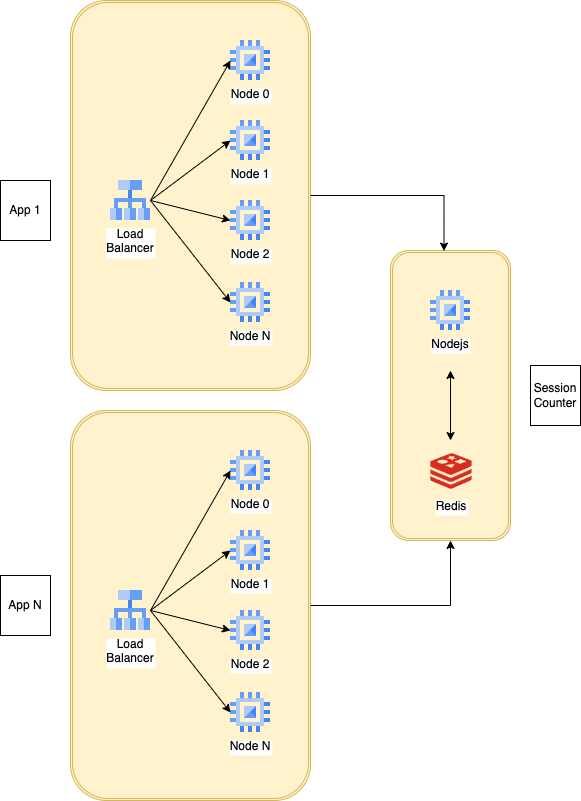 App 1
Load
Balancer
Node 0
Node 1
Node 2
Node N
Nodejs
Redis
Session
Counter
App N
Load
Balancer
Node 0
Node 1
Node 2
Node N